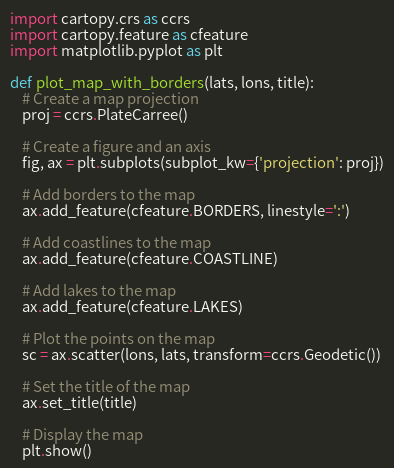 import cartopy.crs as ccrs
import cartopy.feature as cfeature
import matplotlib.pyplot as plt

def plot_map_with_borders(lats, lons, title):
    # Create a map projection
    proj = ccrs.PlateCarree()

    # Create a figure and an axis
    fig, ax = plt.subplots(subplot_kw={'projection': proj})

    # Add borders to the map
    ax.add_feature(cfeature.BORDERS, linestyle=':')

    # Add coastlines to the map
    ax.add_feature(cfeature.COASTLINE)

    # Add lakes to the map
    ax.add_feature(cfeature.LAKES)

    # Plot the points on the map
    sc = ax.scatter(lons, lats, transform=ccrs.Geodetic())

    # Set the title of the map
    ax.set_title(title)

    # Display the map
    plt.show()